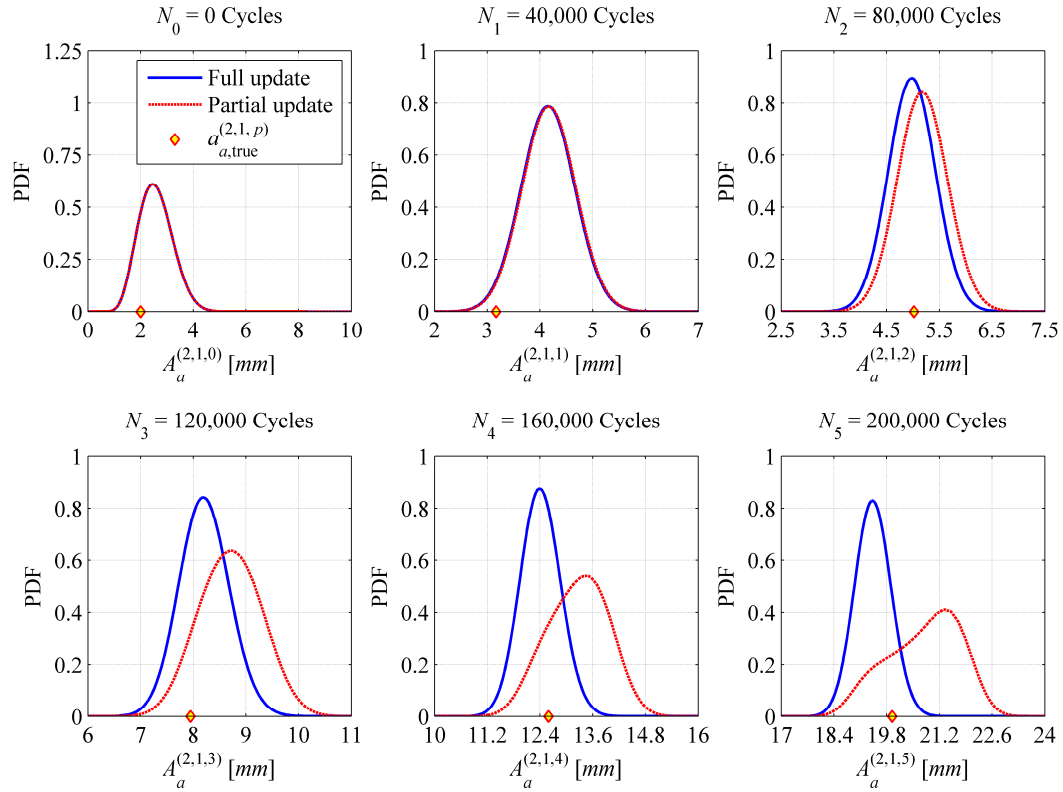 N₀ = 0 Cycles
N₁ = 40,000 Cycles
N₂ = 80,000 Cycles
1.25
1
0.75
0.5
0.25
0
PDF
0 2 4 6 8 10
A_a^(2,1,0) [mm]
Full update
Partial update
a_a,true^(2,1,p)
1
0.8
0.6
0.4
0.2
0
PDF
2 3 4 5 6 7
A_a^(2,1,1) [mm]
1
0.8
0.6
0.4
0.2
0
PDF
2.5 3.5 4.5 5.5 6.5 7.5
A_a^(2,1,2) [mm]
N₃ = 120,000 Cycles
N₄ = 160,000 Cycles
N₅ = 200,000 Cycles
1
0.8
0.6
0.4
0.2
0
PDF
6 7 8 9 10 11
A_a^(2,1,3) [mm]
1
0.8
0.6
0.4
0.2
0
PDF
10 11.2 12.4 13.6 14.8 16
A_a^(2,1,4) [mm]
1
0.8
0.6
0.4
0.2
0
PDF
17 18.4 19.8 21.2 22.6 24
A_a^(2,1,5) [mm]